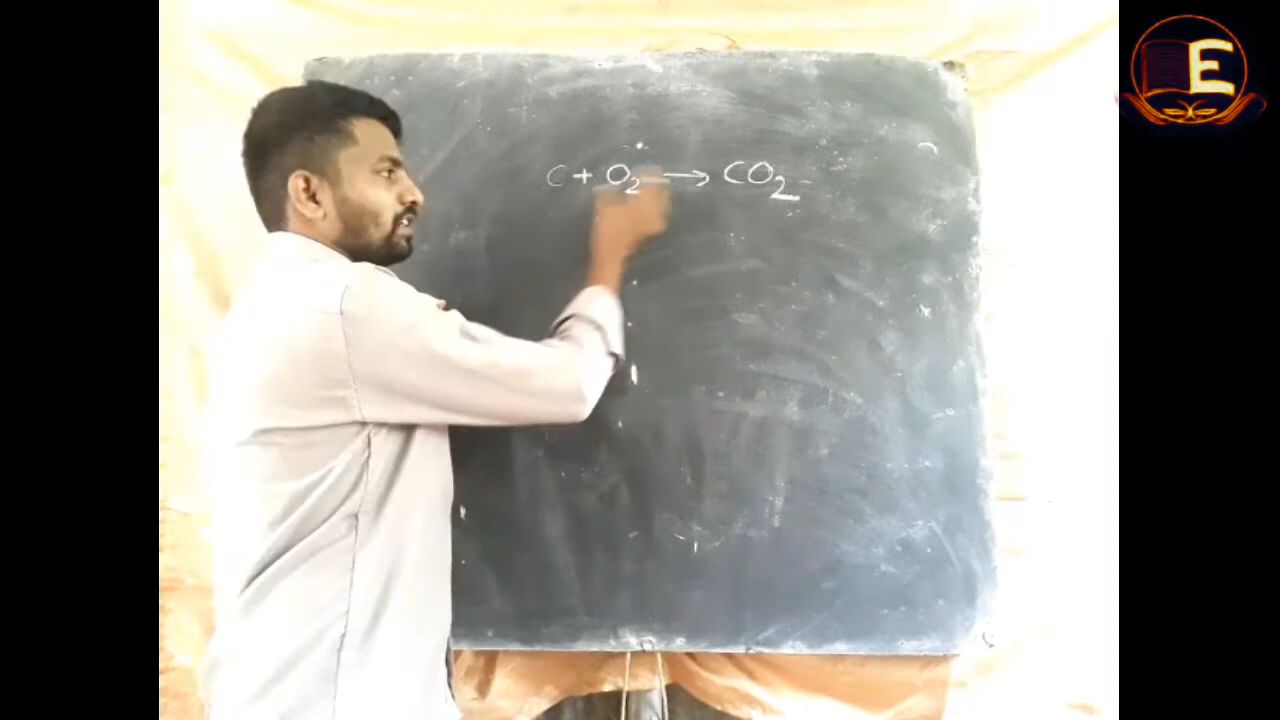 E
C + O₂ → CO₂